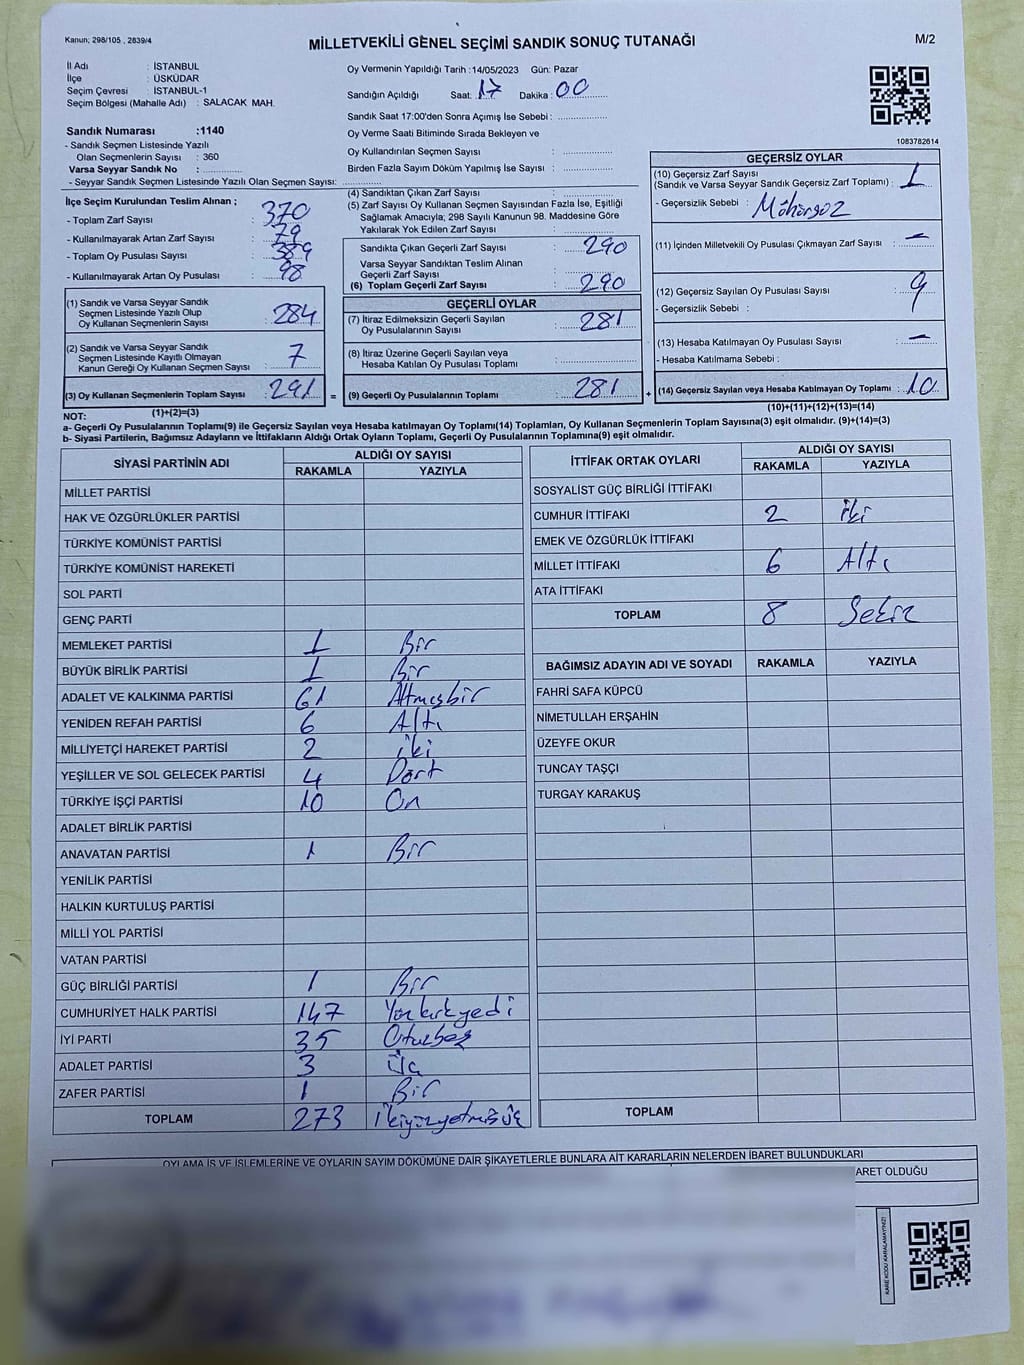 Kanun; 298/105 , 2839/4
MİLLETVEKİLİ GENEL SEÇİMİ SANDIK SONUÇ TUTANAĞI
M/2
İl Adı : İSTANBUL
İlçe : ÜSKÜDAR
Seçim Çevresi : İSTANBUL-1
Seçim Bölgesi (Mahalle Adı) : SALACAK MAH.
Sandık Numarası :1140
- Sandık Seçmen Listesinde Yazılı
Olan Seçmenlerin Sayısı : 360
Varsa Seyyar Sandık No :
- Seyyar Sandık Seçmen Listesinde Yazılı Olan Seçmen Sayısı:
Oy Vermenin Yapıldığı Tarih :14/05/2023 Gün: Pazar
Sandığın Açıldığı Saat: 17 Dakika : 00
Sandık Saat 17:00'den Sonra Açımış İse Sebebi :
Oy Verme Saati Bitiminde Sırada Bekleyen ve
Oy Kullandırılan Seçmen Sayısı :
Birden Fazla Sayım Döküm Yapılmış İse Sayısı :
1083782614
İlçe Seçim Kurulundan Teslim Alınan ;
- Toplam Zarf Sayısı : 370
- Kullanılmayarak Artan Zarf Sayısı : 79
- Toplam Oy Pusulası Sayısı : 389
- Kullanılmayarak Artan Oy Pusulası : 98
(1) Sandık ve Varsa Seyyar Sandık
Seçmen Listesinde Yazılı Olup
Oy Kullanan Seçmenlerin Sayısı : 284
(2) Sandık ve Varsa Seyyar Sandık
Seçmen Listesinde Kayıtlı Olmayan
Kanun Gereği Oy Kullanan Seçmen Sayısı : 7
(3) Oy Kullanan Seçmenlerin Toplam Sayısı : 291 =
(1)+(2)=(3)
(4) Sandıktan Çıkan Zarf Sayısı :
(5) Zarf Sayısı Oy Kullanan Seçmen Sayısından Fazla İse, Eşitliği
Sağlamak Amacıyla; 298 Sayılı Kanunun 98. Maddesine Göre
Yakılarak Yok Edilen Zarf Sayısı :
Sandıkta Çıkan Geçerli Zarf Sayısı : 290
Varsa Seyyar Sandıktan Teslim Alınan
Geçerli Zarf Sayısı :
(6) Toplam Geçerli Zarf Sayısı : 290
GEÇERLİ OYLAR
(7) İtiraz Edilmeksizin Geçerli Sayılan
Oy Pusulalarının Sayısı : 281
(8) İtiraz Üzerine Geçerli Sayılan veya
Hesaba Katılan Oy Pusulası Toplamı :
(9) Geçerli Oy Pusulalarının Toplamı : 281 +
GEÇERSİZ OYLAR
(10) Geçersiz Zarf Sayısı
(Sandık ve Varsa Seyyar Sandık Geçersiz Zarf Toplamı) : 1
- Geçersizlik Sebebi : Mühürsüz
(11) İçinden Milletvekili Oy Pusulası Çıkmayan Zarf Sayısı : —
(12) Geçersiz Sayılan Oy Pusulası Sayısı : 9
- Geçersizlik Sebebi :
(13) Hesaba Katılmayan Oy Pusulası Sayısı : —
- Hesaba Katılmama Sebebi :
(14) Geçersiz Sayılan veya Hesaba Katılmayan Oy Toplamı : 10
(10)+(11)+(12)+(13)=(14)
NOT:
a- Geçerli Oy Pusulalarının Toplamı(9) ile Geçersiz Sayılan veya Hesaba katılmayan Oy Toplamı(14) Toplamları, Oy Kullanan Seçmenlerin Toplam Sayısına(3) eşit olmalıdır. (9)+(14)=(3)
b- Siyasi Partilerin, Bağımsız Adayların ve İttifakların Aldığı Ortak Oyların Toplamı, Geçerli Oy Pusulalarının Toplamına(9) eşit olmalıdır.
SİYASİ PARTİNİN ADI ALDIĞI OY SAYISI
RAKAMLA YAZIYLA
MİLLET PARTİSİ
HAK VE ÖZGÜRLÜKLER PARTİSİ
TÜRKİYE KOMÜNİST PARTİSİ
TÜRKİYE KOMÜNİST HAREKETİ
SOL PARTİ
GENÇ PARTİ
MEMLEKET PARTİSİ 1 Bir
BÜYÜK BİRLİK PARTİSİ 1 Bir
ADALET VE KALKINMA PARTİSİ 61 Altmışbir
YENİDEN REFAH PARTİSİ 6 Altı
MİLLİYETÇİ HAREKET PARTİSİ 2 iki
YEŞİLLER VE SOL GELECEK PARTİSİ 4 Dört
TÜRKİYE İŞÇİ PARTİSİ 10 On
ADALET BİRLİK PARTİSİ
ANAVATAN PARTİSİ 1 Bir
YENİLİK PARTİSİ
HALKIN KURTULUŞ PARTİSİ
MİLLİ YOL PARTİSİ
VATAN PARTİSİ
GÜÇ BİRLİĞİ PARTİSİ 1 Bir
CUMHURİYET HALK PARTİSİ 147 Yüzkırkyedi
İYİ PARTİ 35 Otuzbeş
ADALET PARTİSİ 3 Üç
ZAFER PARTİSİ 1 Bir
TOPLAM 273 ikiyüzyetmişüç
İTTİFAK ORTAK OYLARI ALDIĞI OY SAYISI
RAKAMLA YAZIYLA
SOSYALİST GÜÇ BİRLİĞİ İTTİFAKI
CUMHUR İTTİFAKI 2 iki
EMEK VE ÖZGÜRLÜK İTTİFAKI
MİLLET İTTİFAKI 6 Altı
ATA İTTİFAKI
TOPLAM 8 Sekiz
BAĞIMSIZ ADAYIN ADI VE SOYADI RAKAMLA YAZIYLA
FAHRİ SAFA KÜPCÜ
NİMETULLAH ERŞAHİN
ÜZEYFE OKUR
TUNCAY TAŞÇI
TURGAY KARAKUŞ
TOPLAM
OYLAMA İŞ VE İŞLEMLERİNE VE OYLARIN SAYIM DÖKÜMÜNE DAİR ŞİKAYETLERLE BUNLARA AİT KARARLARIN NELERDEN İBARET BULUNDUKLARI
BARET OLDUĞU
KARE KODU KARALAMAYINIZ!